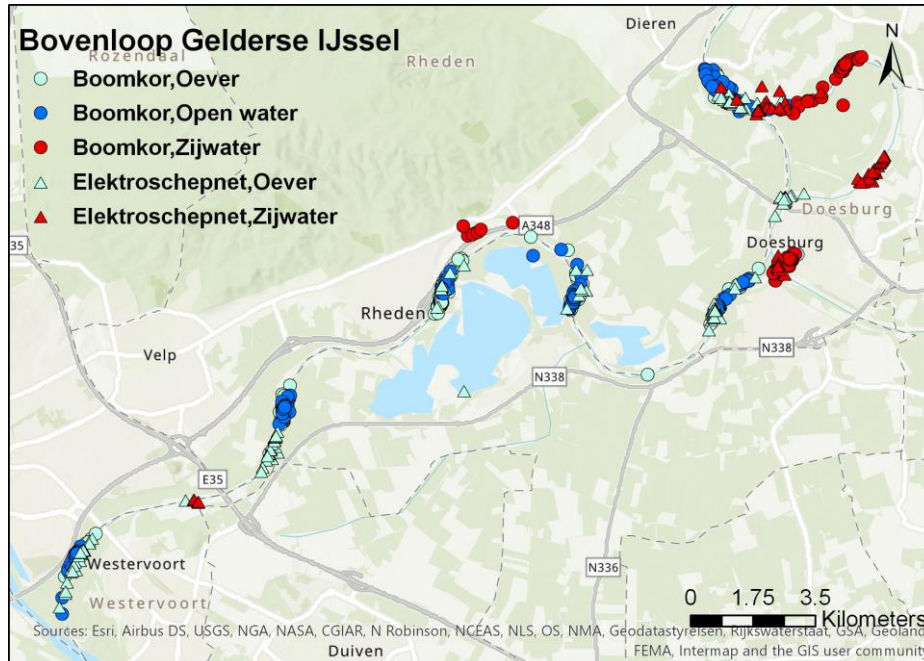 Bovenloop Gelderse IJssel
Boomkor,Oever
Boomkor,Open water
Boomkor,Zijwater
Elektroschepnet,Oever
Elektroschepnet,Zijwater
Rozendaal
Rheden
Dieren
N
35
A348
Doesburg
Doesburg
Rheden
Velp
N338
N338
E35
Westervoort
Westervoort
N336
0 1.75 3.5
Kilometers
Sources: Esri, Airbus DS, USGS, NGA, NASA, CGIAR, N Robinson, NCEAS, NLS, OS, NMA, Geodatastyrelsen, Rijkswaterstaat, GSA, Geoland
FEMA, Intermap and the GIS user communit
Duiven